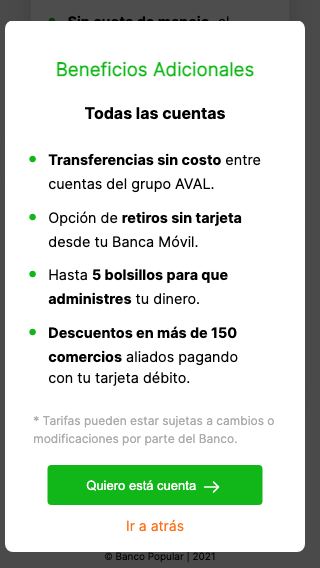 Sin cuota de manejo, el
Beneficios Adicionales
Todas las cuentas
Transferencias sin costo entre
cuentas del grupo AVAL.
Opción de retiros sin tarjeta
desde tu Banca Móvil.
Hasta 5 bolsillos para que
administres tu dinero.
Descuentos en más de 150
comercios aliados pagando
con tu tarjeta débito.
* Tarifas pueden estar sujetas a cambios o
modificaciones por parte del Banco.
Quiero está cuenta →
Ir a atrás
© Banco Popular | 2021